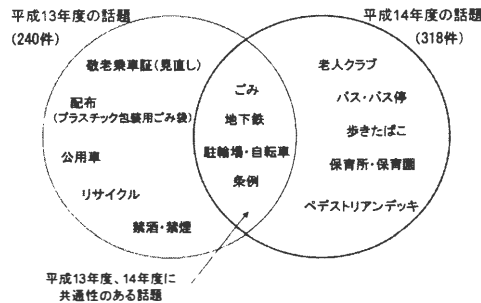 平成13年度の話題
(240件)
平成14年度の話題
(318件)
敬老乗車証(見直し)
配布
(プラスチック包装用ごみ袋)
公用車
リサイクル
禁酒・禁煙
ごみ
地下鉄
駐輪場・自転車
条例
老人クラブ
バス・バス停
歩きたばこ
保育所・保育園
ペデストリアンデッキ
平成13年度、14年度に
共通性のある話題